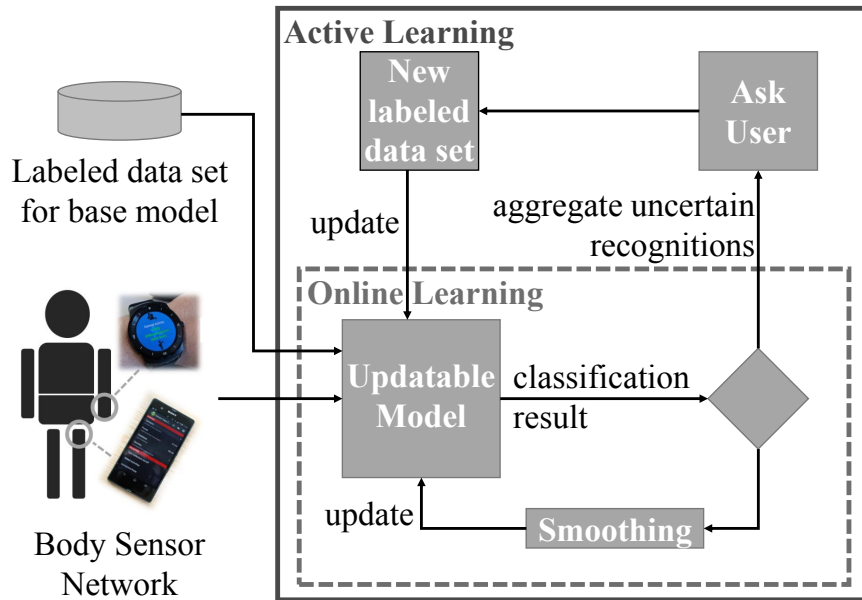 Active Learning
New
labeled
data set
Ask
User
Labeled data set
for base model
update
aggregate uncertain
recognitions
Online Learning
Updatable
Model
classification
result
update
Smoothing
Body Sensor
Network